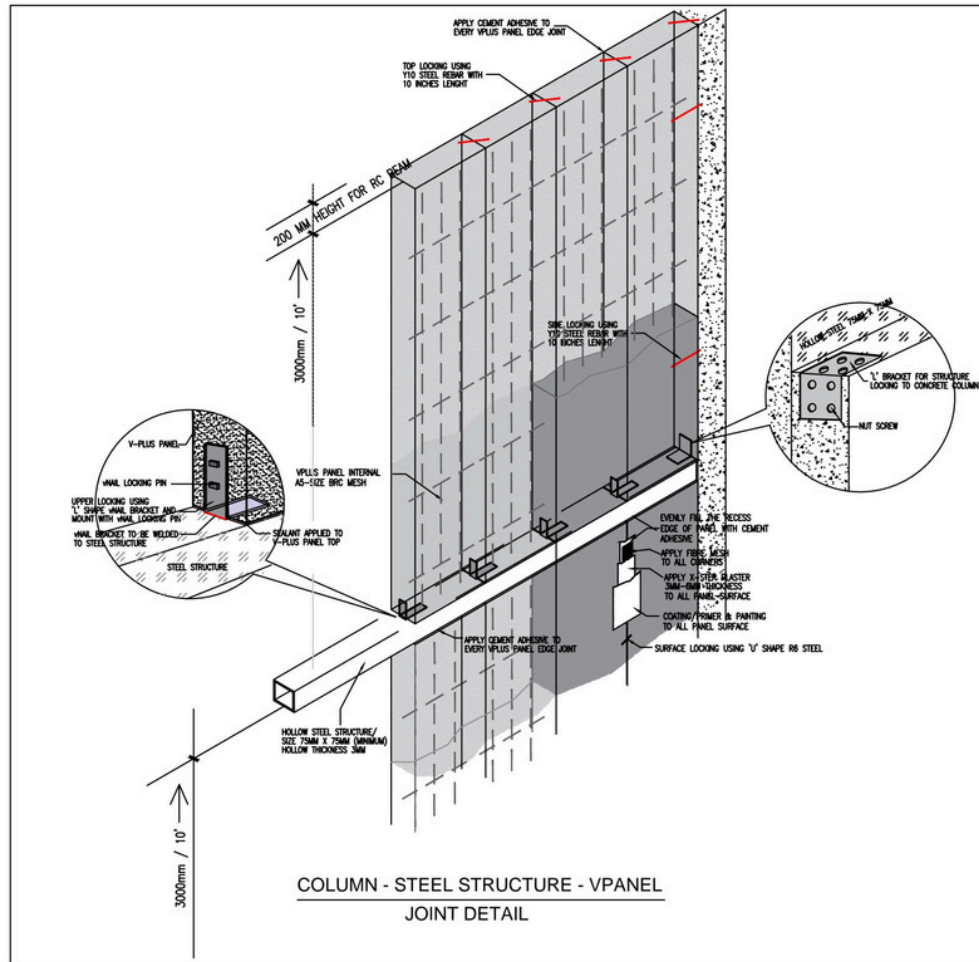 APPLY CEMENT ADHESIVE TO
EVERY VPLUS PANEL EDGE JOINT
TOP LOCKING USING
Y10 STEEL REBAR WITH
10 INCHES LENGHT
200 MM HEIGHT FOR RC BEAM
3000mm / 10'
SIDE LOCKING USING
Y10 STEEL REBAR WITH
10 INCHES LENGHT
HOLLOW STEEL 75MM X 75MM
'L' BRACKET FOR STRUCTURE
LOCKING TO CONCRETE COLUMN
NUT SCREW
V-PLUS PANEL
vNAIL LOCKING PIN
UPPER LOCKING USING
'L' SHAPE vNAIL BRACKET AND
MOUNT WITH vNAIL LOCKING PIN
vNAIL BRACKET TO BE WELDED
TO STEEL STRUCTURE
SEALANT APPLIED TO
V-PLUS PANEL TOP
STEEL STRUCTURE
VPLUS PANEL INTERNAL
A5-SIZE BRC MESH
EVENLY FILL THE RECESS
EDGE OF PANEL WITH CEMENT
ADHESIVE
APPLY FIBRE MESH
TO ALL CORNERS
APPLY X-STER PLASTER
3MM-6MM THICKNESS
TO ALL PANEL SURFACE
COATING/PRIMER & PAINTING
TO ALL PANEL SURFACE
SURFACE LOCKING USING 'U' SHAPE R6 STEEL
APPLY CEMENT ADHESIVE TO
EVERY VPLUS PANEL EDGE JOINT
HOLLOW STEEL STRUCTURE/
SIZE 75MM X 75MM (MINIMUM)
HOLLOW THICKNESS 3MM
3000mm / 10'
COLUMN - STEEL STRUCTURE - VPANEL
JOINT DETAIL